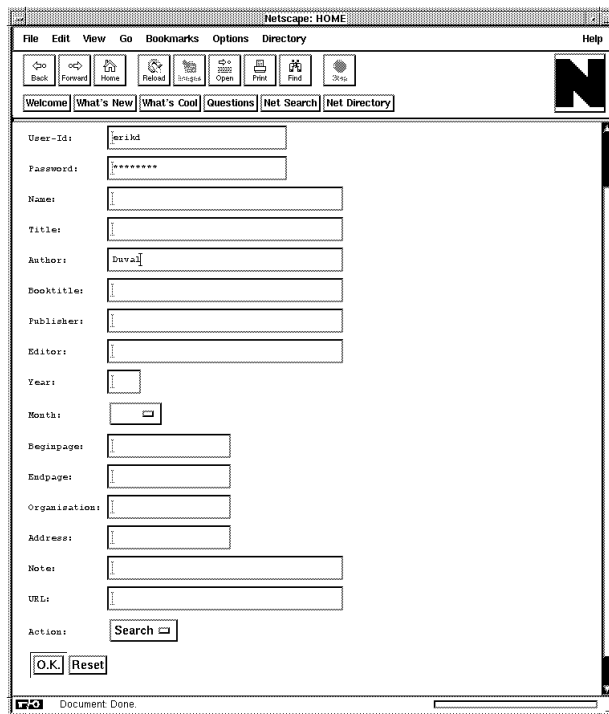 Netscape: HOME
File Edit View Go Bookmarks Options Directory Help
Back Forward Home Reload Images Open Print Find Stop
Welcome What's New What's Cool Questions Net Search Net Directory
N
User-Id: erikd
Password: ********
Name:
Title:
Author: Duval
Booktitle:
Publisher:
Editor:
Year:
Month:
Beginpage:
Endpage:
Organisation:
Address:
Note:
URL:
Action: Search
O.K. Reset
Document: Done.